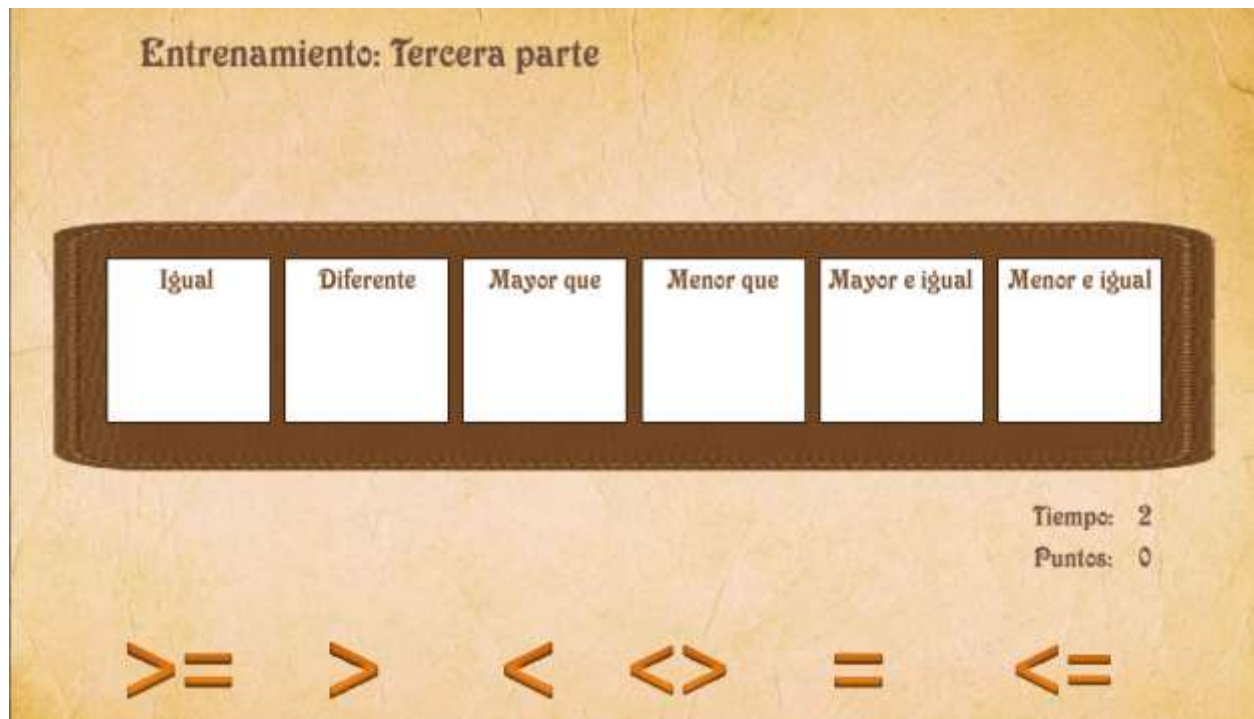 Entrenamiento: Tercera parte
Igual Diferente Mayor que Menor que Mayor e igual Menor e igual
Tiempo: 2
Puntos: 0
>= > < <> = <=